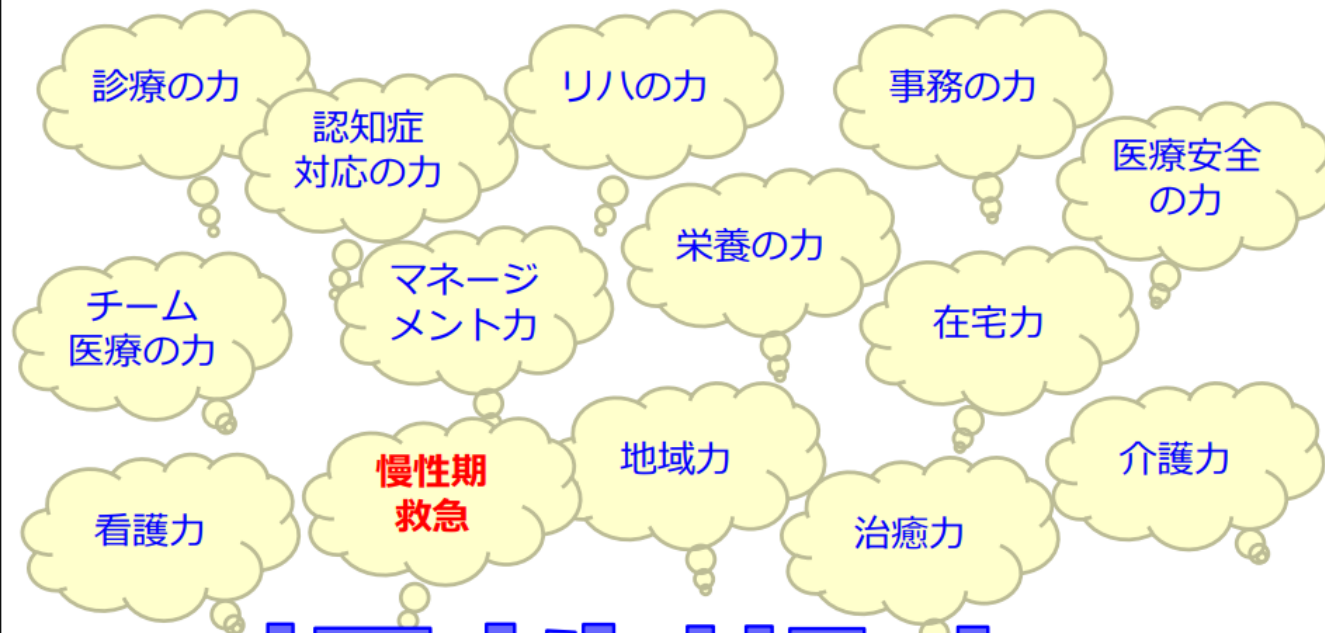 診療の力
認知症
対応の力
リハの力
事務の力
医療安全
の力
チーム
医療の力
マネージ
メント力
栄養の力
在宅力
看護力
慢性期
救急
地域力
治癒力
介護力